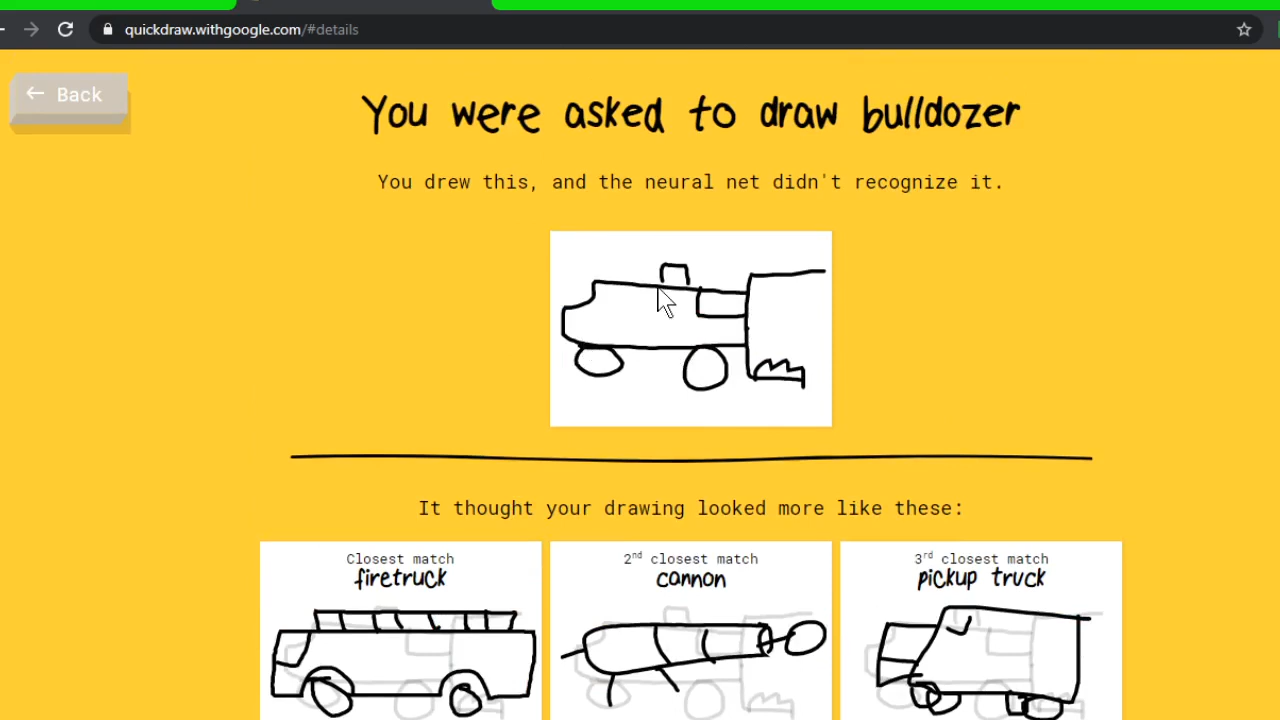 quickdraw.withgoogle.com/#details
← Back
You were asked to draw bulldozer
You drew this, and the neural net didn't recognize it.
It thought your drawing looked more like these:
Closest match
firetruck
2nd closest match
cannon
3rd closest match
pickup truck